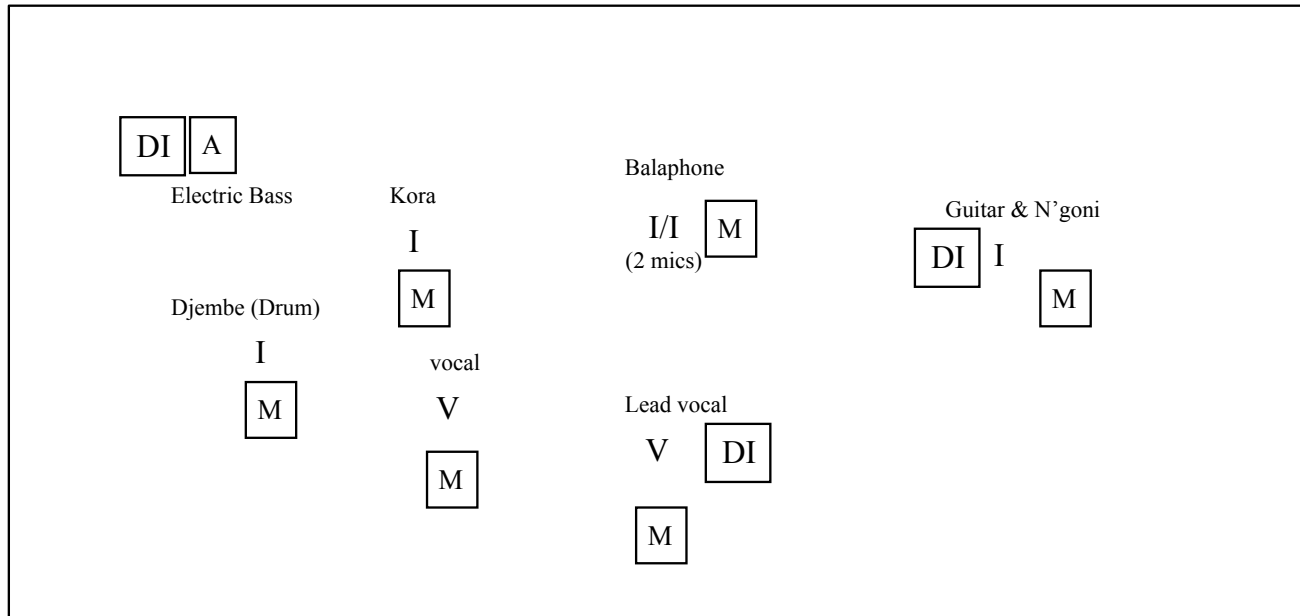 DI A
Electric Bass
Kora
I
M
Djembe (Drum)
I
M
vocal
V
M
Balaphone
I/I M
(2 mics)
Lead vocal
V DI
M
Guitar & N’goni
DI I
M